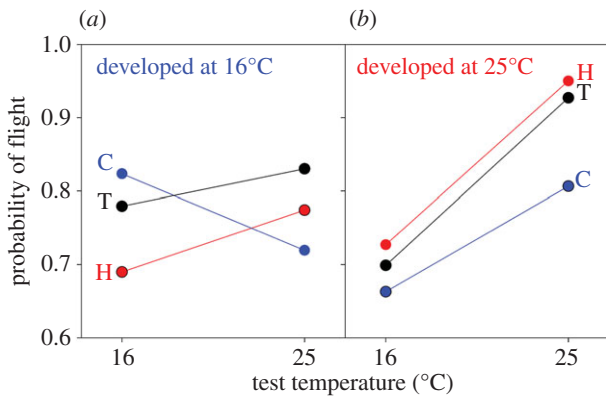 (a)
(b)
1.0
0.9
0.8
0.7
0.6
probability of flight
developed at 16°C
C
T
H
developed at 25°C
H
T
C
16
25
16
25
test temperature (°C)